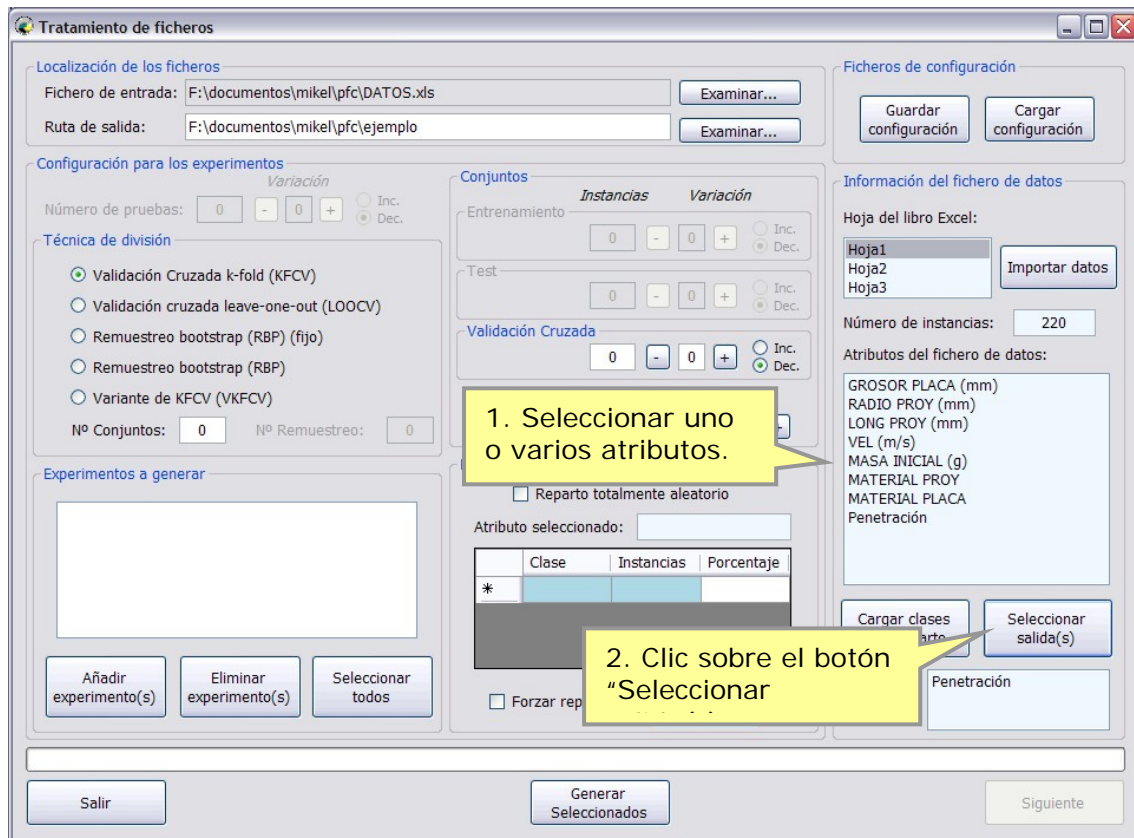 Tratamiento de ficheros
Localización de los ficheros
Fichero de entrada: F:\documentos\mikel\pfc\DATOS.xls Examinar...
Ruta de salida: F:\documentos\mikel\pfc\ejemplo Examinar...
Ficheros de configuración
Guardar configuración
Cargar configuración
Configuración para los experimentos
Variación
Número de pruebas: 0 - 0 + Inc.
Dec.
Técnica de división
Validación Cruzada k-fold (KFCV)
Validación cruzada leave-one-out (LOOCV)
Remuestreo bootstrap (RBP) (fijo)
Remuestreo bootstrap (RBP)
Variante de KFCV (VKFCV)
Nº Conjuntos: 0 Nº Remuestreo: 0
Conjuntos
Instancias Variación
Entrenamiento
0 - 0 + Inc.
Dec.
Test
0 - 0 + Inc.
Dec.
Validación Cruzada
0 - 0 + Inc.
Dec.
1. Seleccionar uno
o varios atributos.
Reparto totalmente aleatorio
Atributo seleccionado:
Clase Instancias Porcentaje
*
Forzar
2. Clic sobre el botón
“Seleccionar
Información del fichero de datos
Hoja del libro Excel:
Hoja1
Hoja2
Hoja3
Importar datos
Número de instancias: 220
Atributos del fichero de datos:
GROSOR PLACA (mm)
RADIO PROY (mm)
LONG PROY (mm)
VEL (m/s)
MASA INICIAL (g)
MATERIAL PROY
MATERIAL PLACA
Penetración
Cargar clases
Seleccionar
salida(s)
Penetración
Experimentos a generar
Añadir
experimento(s)
Eliminar
experimento(s)
Seleccionar
todos
Salir
Generar
Seleccionados
Siguiente